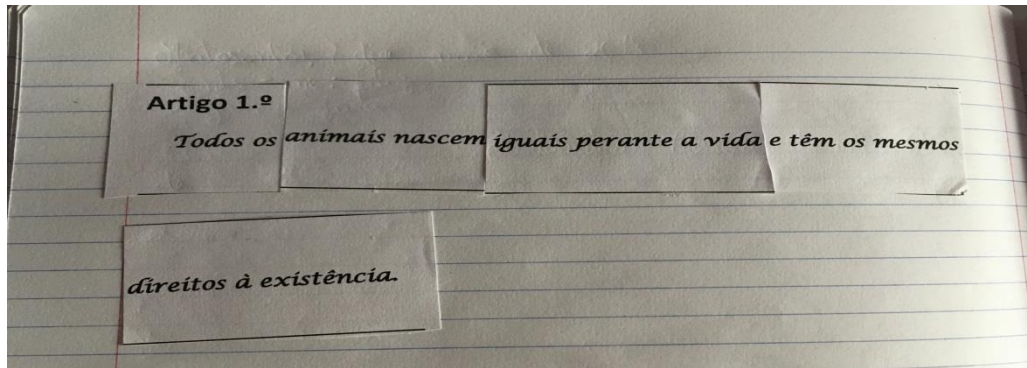 Artigo 1.º
Todos os animais nascem iguais perante a vida e têm os mesmos
direitos à existência.